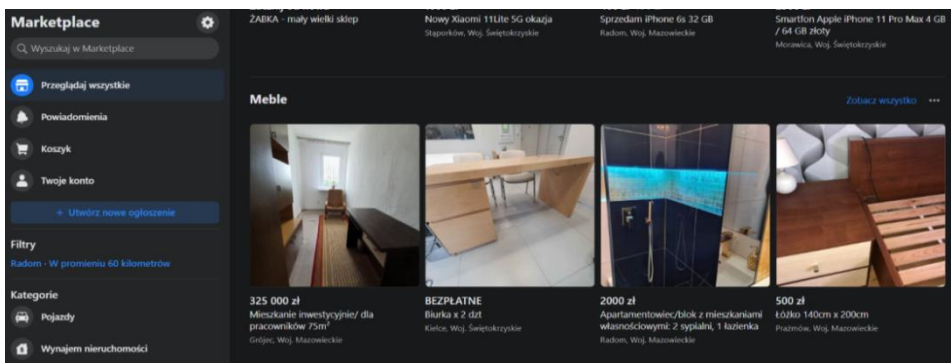 Marketplace
Wyszukaj w Marketplace
Przeglądaj wszystkie
Powiadomienia
Koszyk
Twoje konto
+ Utwórz nowe ogłoszenie
Filtry
Radom - W promieniu 60 kilometrów
Kategorie
Pojazdy
Wynajem nieruchomości
ŻABKA - mały wielki sklep
Nowy Xiaomi 11Lite 5G okazja
Stąporków, Woj. Świętokrzyskie
Sprzedam iPhone 6s 32 GB
Radom, Woj. Mazowieckie
Smartfon Apple iPhone 11 Pro Max 4 GB
/ 64 GB złoty
Morawica, Woj. Świętokrzyskie
Meble
Zobacz wszystko
325 000 zł
Mieszkanie inwestycyjnie/ dla
pracowników 75m²
Grójec, Woj. Mazowieckie
BEZPŁATNE
Biurka x 2 dzt
Kielce, Woj. Świętokrzyskie
2000 zł
Apartamentowiec/blok z mieszkaniami
własnościowymi: 2 sypialni, 1 łazienka
Radom, Woj. Mazowieckie
500 zł
Łóżko 140cm x 200cm
Prażmów, Woj. Mazowieckie